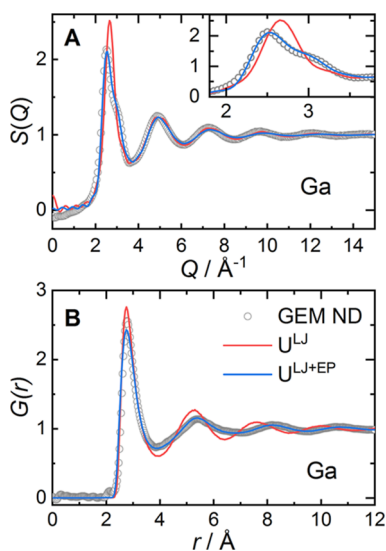 A
S(Q)
2
1
0
0 2 4 6 8 10 12 14
Q / Å⁻¹
Ga
2
1
0
2 3
B
G(r)
3
2
1
0
0 2 4 6 8 10 12
r / Å
GEM ND
U^LJ
U^LJ+EP
Ga